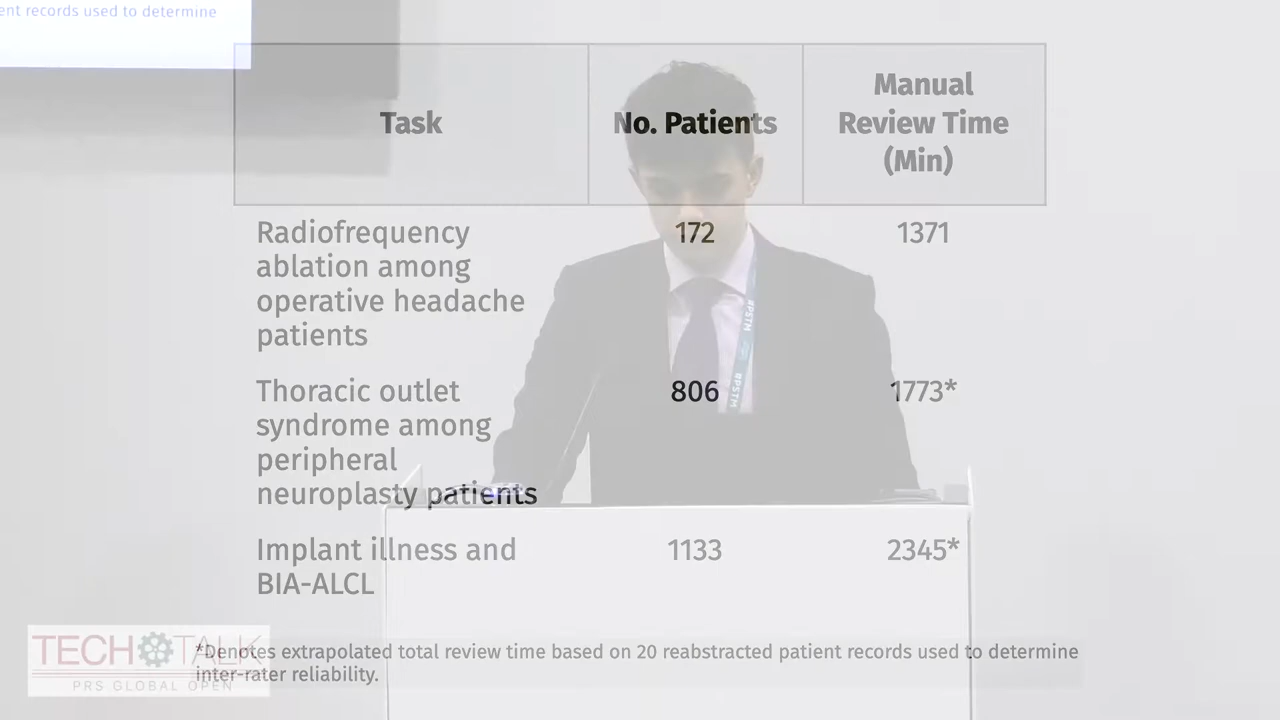 ent records used to determine
Task
No. Patients
Manual
Review Time
(Min)
Radiofrequency
ablation among
operative headache
patients
172
1371
Thoracic outlet
syndrome among
peripheral
neuroplasty patients
806
1773*
Implant illness and
BIA-ALCL
1133
2345*
*Denotes extrapolated total review time based on 20 reabstracted patient records used to determine
inter-rater reliability.
TECH TALK
PRS GLOBAL OPEN
#PSTM
#PSTM